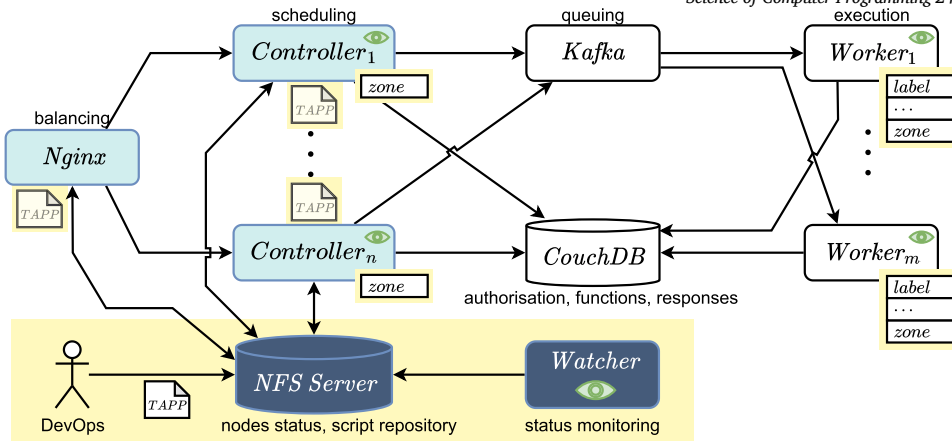 Science of Computer Programming 2
scheduling
queuing
execution
Controller1
Kafka
Worker1
zone
label
...
zone
TAPP
balancing
Nginx
TAPP
TAPP
Controllern
zone
CouchDB
authorisation, functions, responses
Workerm
label
...
zone
NFS Server
Watcher
TAPP
DevOps
nodes status, script repository
status monitoring